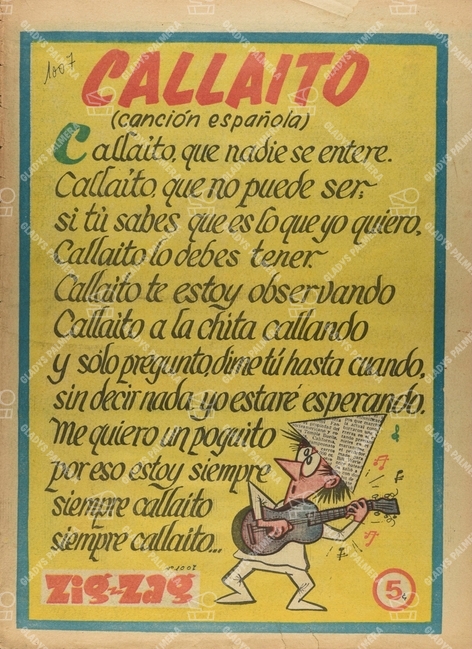 1007
CALLAITO
(canción española)
Callaito, que nadie se entere.
Callaito, que no puede ser;
si tú sabes que es lo que yo quiero,
Callaito lo debes tener.
Callaito te estoy observando
Callaito a la chita callando
y sólo pregunto, dime tú hasta cuando,
sin decir nada yo estaré esperando.
Me quiero un poquito
por eso estoy siempre
siempre callaito
siempre callaito...
Zig-Zag
5
GLADYS PALMERA